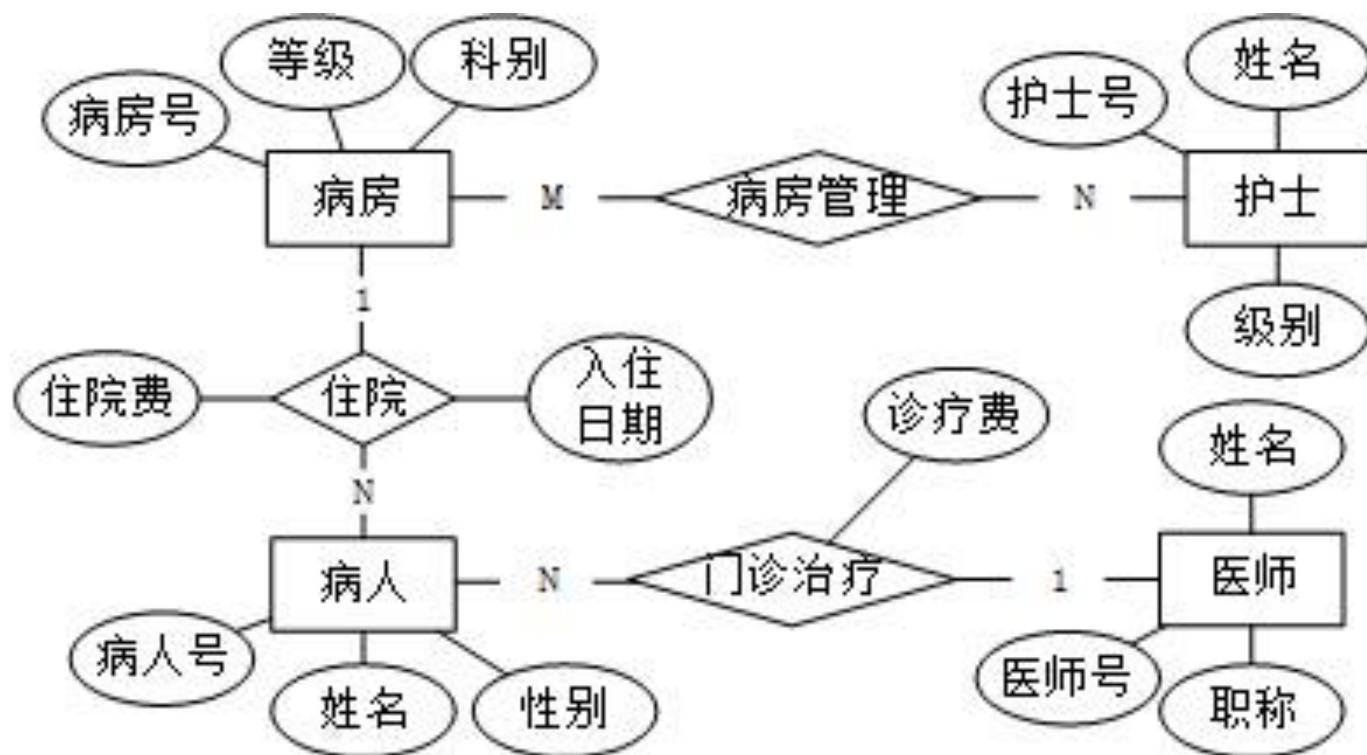 等级
科别
姓名
病房号
护士号
病房
M
病房管理
N
护士
1
级别
住院费
住院
入住
日期
诊疗费
姓名
N
病人
N
门诊治疗
1
医师
病人号
姓名
性别
医师号
职称